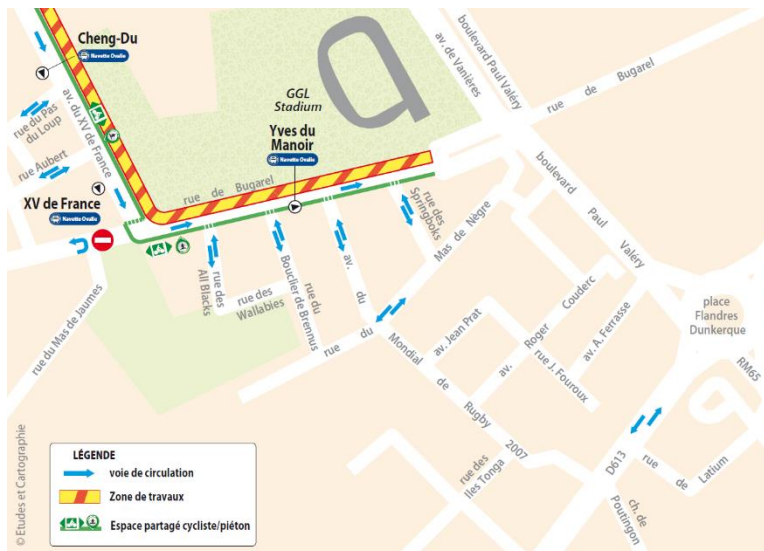 Cheng-Du
Navette Ovalie
av. du XV de France
rue du Pas
du Loup
rue Aubert
XV de France
Navette Ovalie
GGL
Stadium
Yves du
Manoir
Navette Ovalie
rue de Bugarel
av. de Vanières
boulevard Paul Valéry
rue de Bugarel
boulevard Paul Valéry
rue des
Springboks
rue du Mas de Nègre
rue des
All Blacks
rue des
Wallabies
rue du
Bouclier de Brennus
av. du Mondial de Rugby 2007
rue du Mas de Jaumes
av. Jean Prat
av. Roger Couderc
rue J. Fouroux
av. A. Ferrasse
place
Flandres
Dunkerque
RM65
D613
rue de Latium
rue des
Iles Tonga
ch. de
Poutingon
LÉGENDE
voie de circulation
Zone de travaux
Espace partagé cycliste/piéton
© Etudes et Cartographie